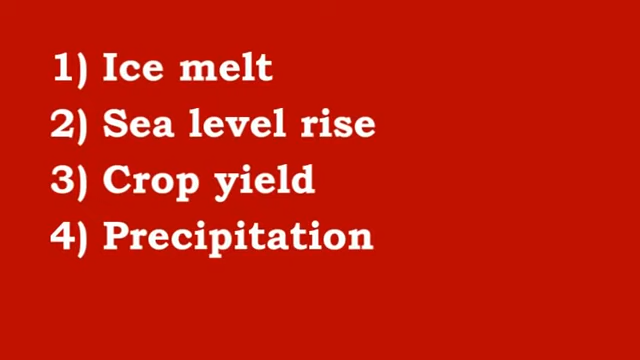 1) Ice melt
2) Sea level rise
3) Crop yield
4) Precipitation